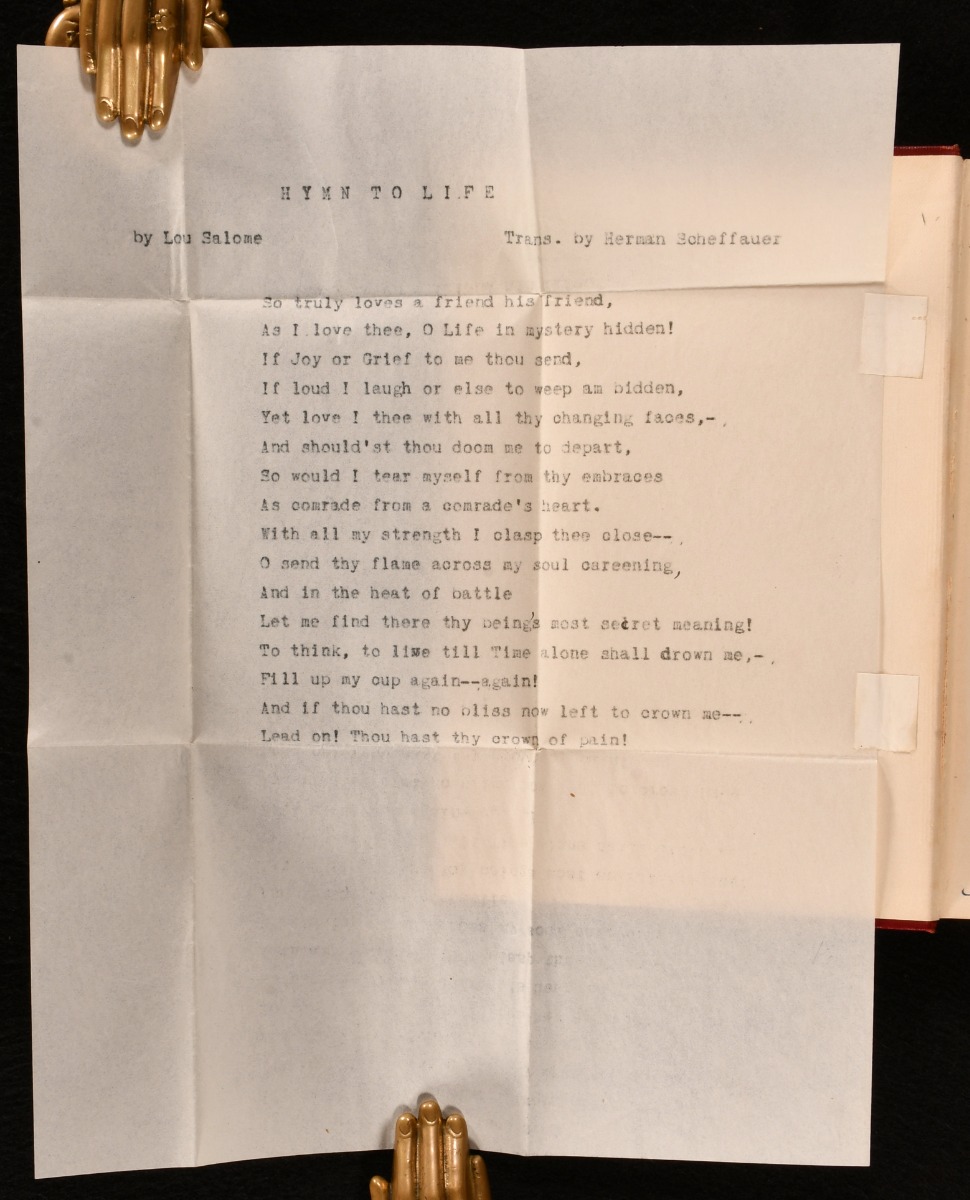 HYMN TO LIFE
by Lou Salome Trans. by Herman Scheffauer
So truly loves a friend his friend,
As I love thee, O Life in mystery hidden!
If Joy or Grief to me thou send,
If loud I laugh or else to weep am bidden,
Yet love I thee with all thy changing faces,-
And should'st thou doom me to depart,
So would I tear myself from thy embraces
As comrade from a comrade's heart.
With all my strength I clasp thee close--
O send thy flame across my soul careening,
And in the heat of battle
Let me find there thy being's most secret meaning!
To think, to live till Time alone shall drown me,-
Fill up my cup again--again!
And if thou hast no bliss now left to crown me--
Lead on! Thou hast thy crown of pain!